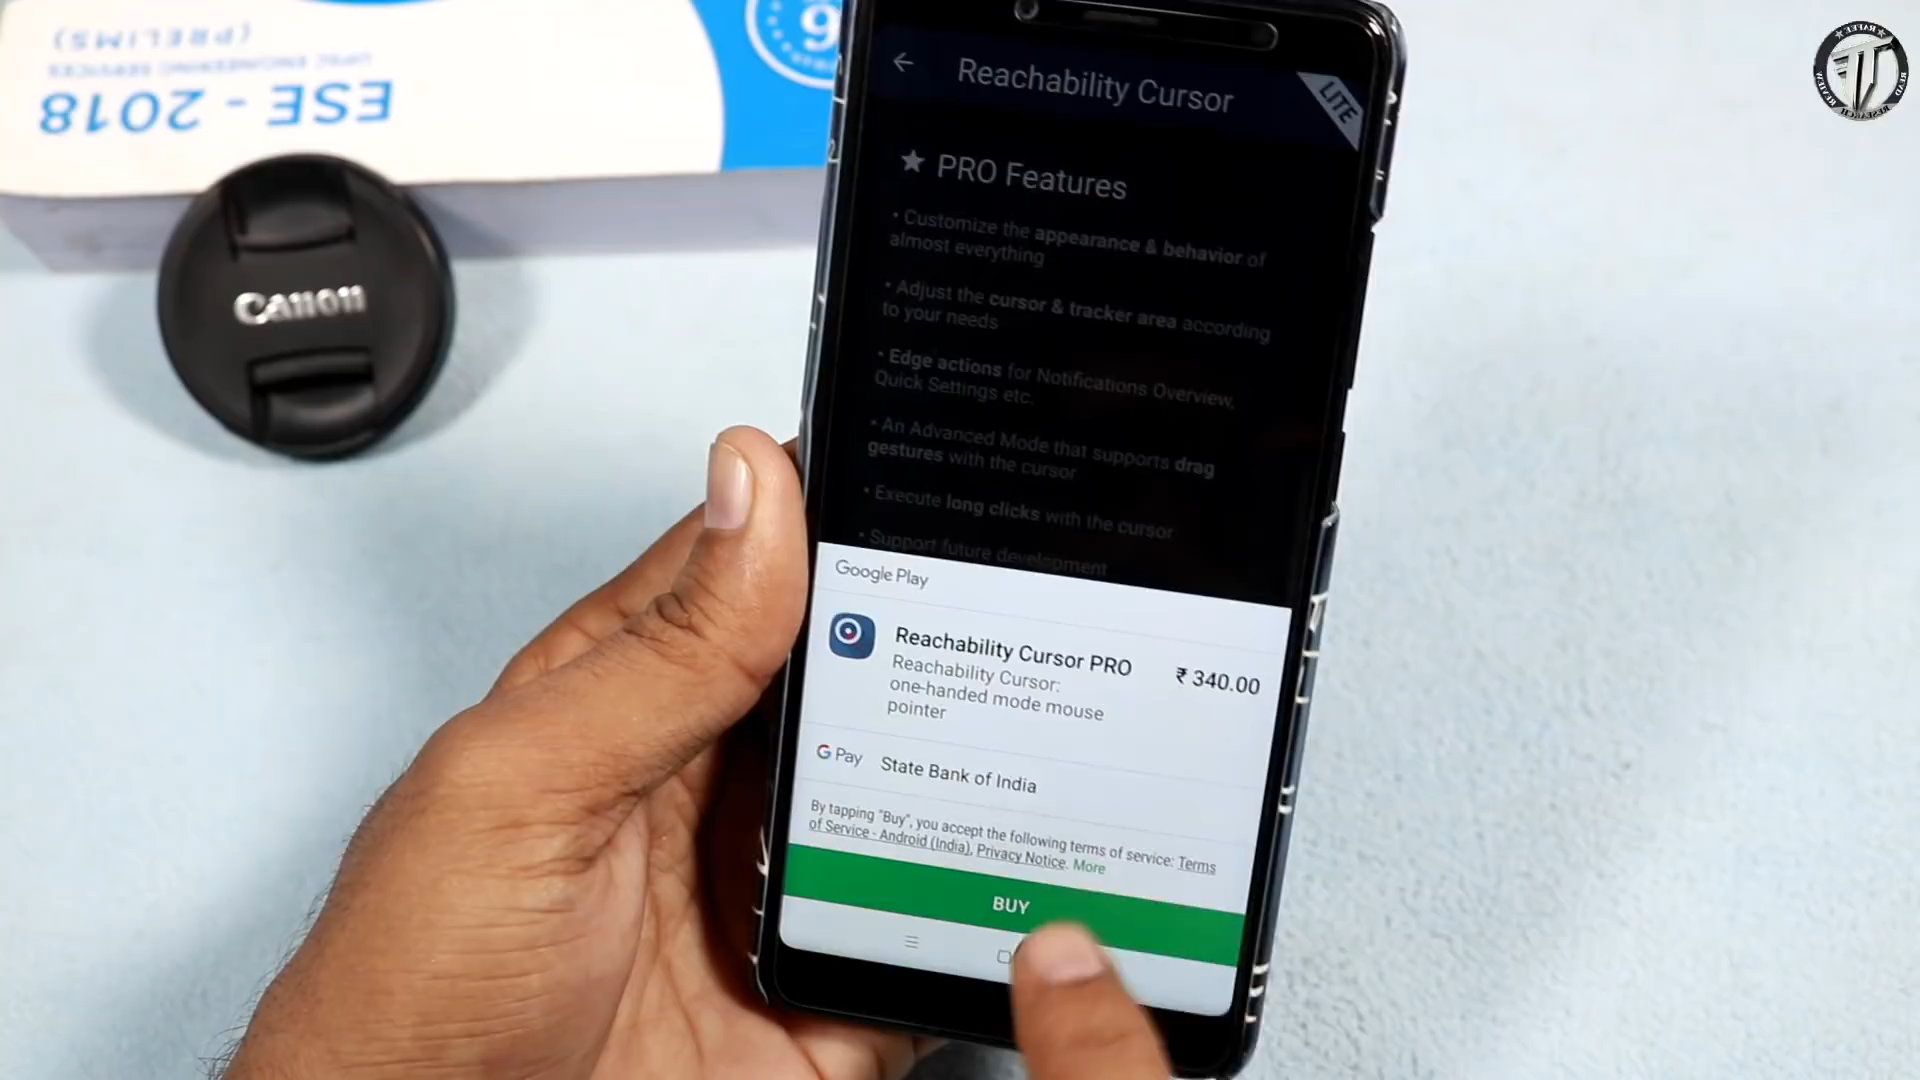 ESE - 2018
UPSC ENGINEERING SERVICES
(PRELIMS)
Canon
Reachability Cursor
LITE
★ PRO Features
• Customize the appearance & behavior of
almost everything
• Adjust the cursor & tracker area according
to your needs
• Edge actions for Notifications Overview,
Quick Settings etc.
• An Advanced Mode that supports drag
gestures with the cursor
• Execute long clicks with the cursor
• Support future development
Google Play
Reachability Cursor PRO
₹ 340.00
Reachability Cursor:
one-handed mode mouse
pointer
G Pay State Bank of India
By tapping "Buy", you accept the following terms of service: Terms
of Service - Android (India), Privacy Notice. More
BUY